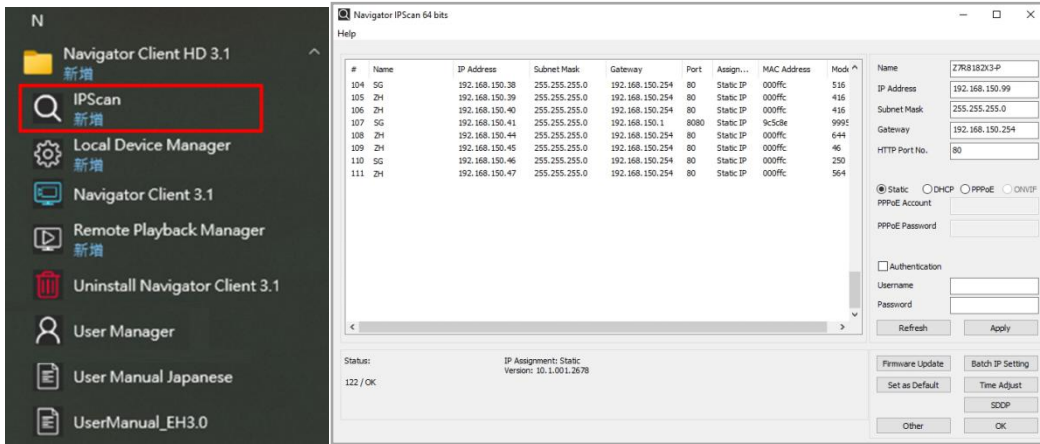 N
Navigator Client HD 3.1
新增
IPScan
新增
Local Device Manager
新增
Navigator Client 3.1
Remote Playback Manager
新增
Uninstall Navigator Client 3.1
User Manager
User Manual Japanese
UserManual_EH3.0
Navigator IPScan 64 bits
Help
# Name IP Address Subnet Mask Gateway Port Assign... MAC Address Mode
104 SG 192.168.150.38 255.255.255.0 192.168.150.254 80 Static IP 000ffc 516
105 ZH 192.168.150.39 255.255.255.0 192.168.150.254 80 Static IP 000ffc 416
106 ZH 192.168.150.40 255.255.255.0 192.168.150.254 80 Static IP 000ffc 416
107 SG 192.168.150.41 255.255.255.0 192.168.150.1 8080 Static IP 9c5c8e 9995
108 ZH 192.168.150.44 255.255.255.0 192.168.150.254 80 Static IP 000ffc 644
109 ZH 192.168.150.45 255.255.255.0 192.168.150.254 80 Static IP 000ffc 46
110 SG 192.168.150.46 255.255.255.0 192.168.150.254 80 Static IP 000ffc 250
111 ZH 192.168.150.47 255.255.255.0 192.168.150.254 80 Static IP 000ffc 564
Name Z7R8182X3-P
IP Address 192.168.150.99
Subnet Mask 255.255.255.0
Gateway 192.168.150.254
HTTP Port No. 80
Static DHCP PPPoE ONVIF
PPPoE Account
PPPoE Password
Authentication
Username
Password
Refresh Apply
Status: IP Assignment: Static
Version: 10.1.001.2678
122 / OK
Firmware Update Batch IP Setting
Set as Default Time Adjust
SDDP
Other OK